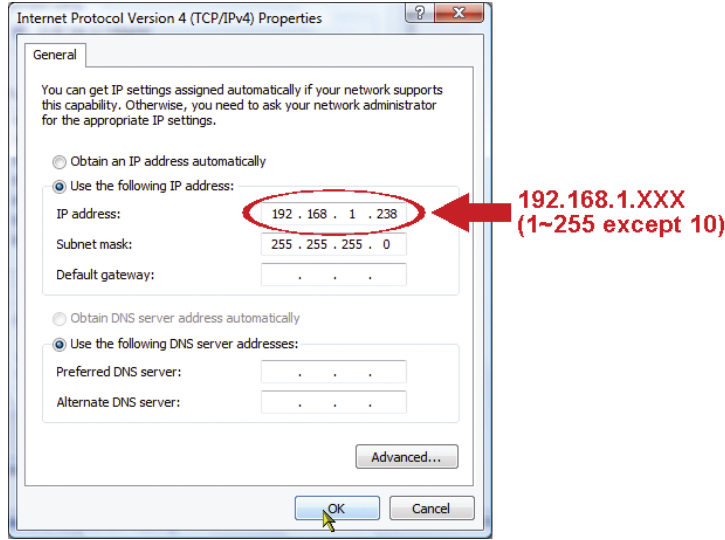 Internet Protocol Version 4 (TCP/IPv4) Properties
General
You can get IP settings assigned automatically if your network supports
this capability. Otherwise, you need to ask your network administrator
for the appropriate IP settings.
Obtain an IP address automatically
Use the following IP address:
IP address: 192 . 168 . 1 . 238
Subnet mask: 255 . 255 . 255 . 0
Default gateway: . . .
192.168.1.XXX
(1~255 except 10)
Obtain DNS server address automatically
Use the following DNS server addresses:
Preferred DNS server: . . .
Alternate DNS server: . . .
Advanced...
OK Cancel